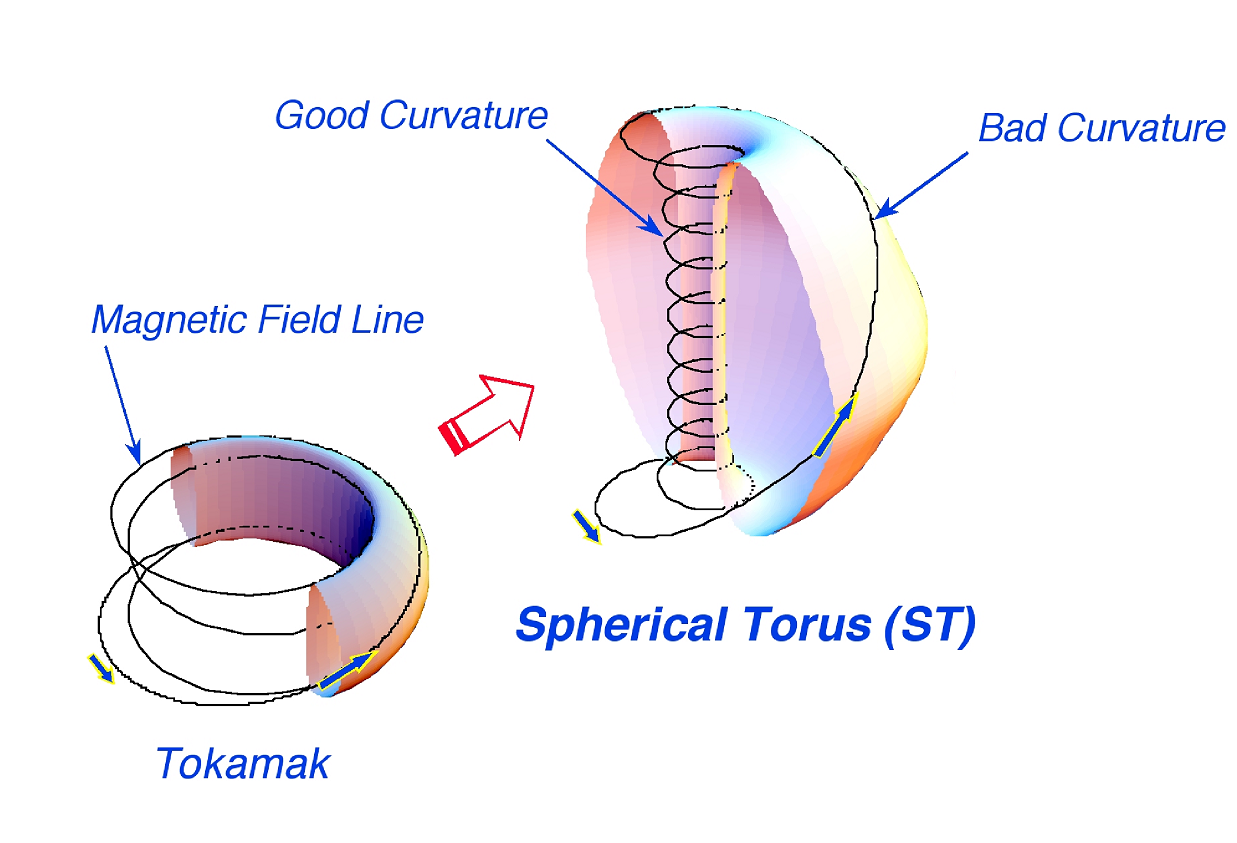 Good Curvature
Bad Curvature
Magnetic Field Line
Spherical Torus (ST)
Tokamak